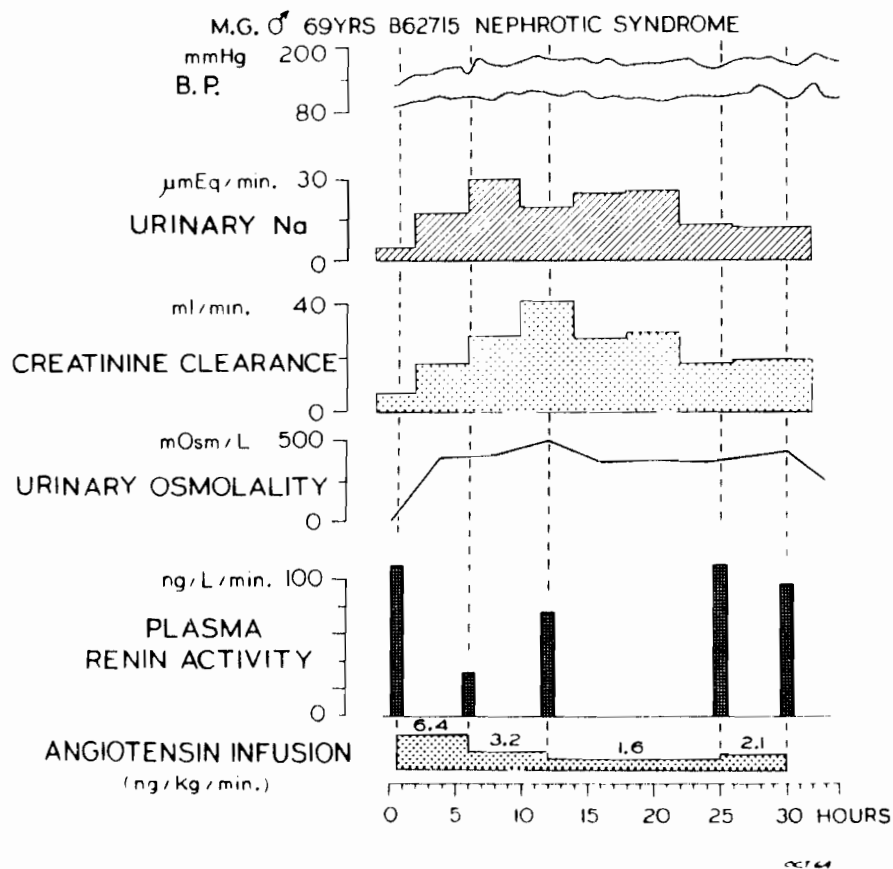 M.G. ♂ 69YRS B62715 NEPHROTIC SYNDROME
mmHg 200
B.P.
80
µmEq/min. 30
URINARY Na
0
ml/min. 40
CREATININE CLEARANCE
0
mOsm/L 500
URINARY OSMOLALITY
0
ng/L/min. 100
PLASMA
RENIN ACTIVITY
0
6.4 3.2 1.6 2.1
ANGIOTENSIN INFUSION
(ng/Kg/min.)
0 5 10 15 20 25 30 HOURS
OCT 64